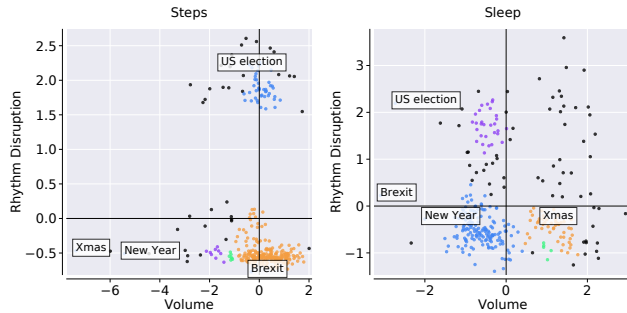 Steps
Rhythm Disruption
2.5
2.0
1.5
1.0
0.5
0.0
−0.5
US election
Xmas
New Year
Brexit
−6
−4
−2
0
2
Volume
Sleep
Rhythm Disruption
3
2
1
0
−1
US election
Brexit
New Year
Xmas
−2
0
2
Volume